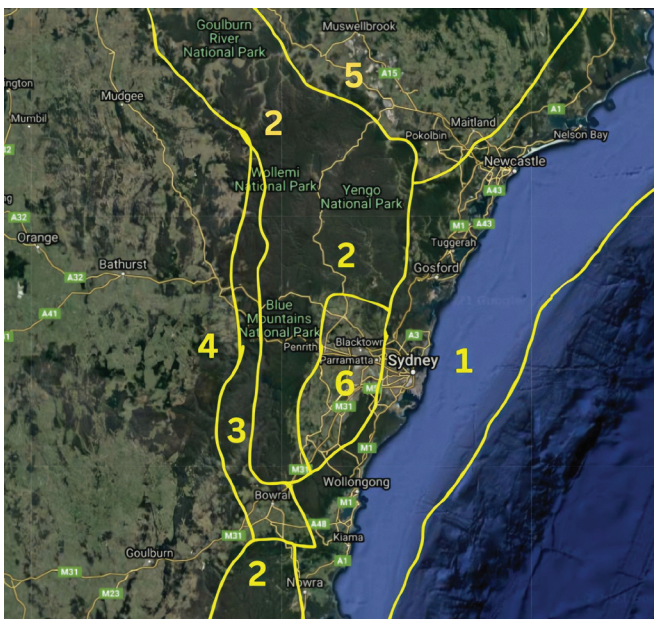 Goulburn
River
National Park
Muswellbrook
5
A15
ington
Mudgee
Mumbil
2
A1
Maitland
Pokolbin
Nelson Bay
Newcastle
Wollemi
National Park
Yengo
National Park
A43
A32
Orange
M1
A43
Tuggerah
2
Bathurst
Gosford
A32
A41
Blue
Mountains
National Park
A3
4
Penrith
Blacktown
Parramatta
Sydney
1
6
M31
3
M1
M31
Wollongong
Bowral
M1
A48
M31
Kiama
Goulburn
A1
M31
2
Nowra
M23